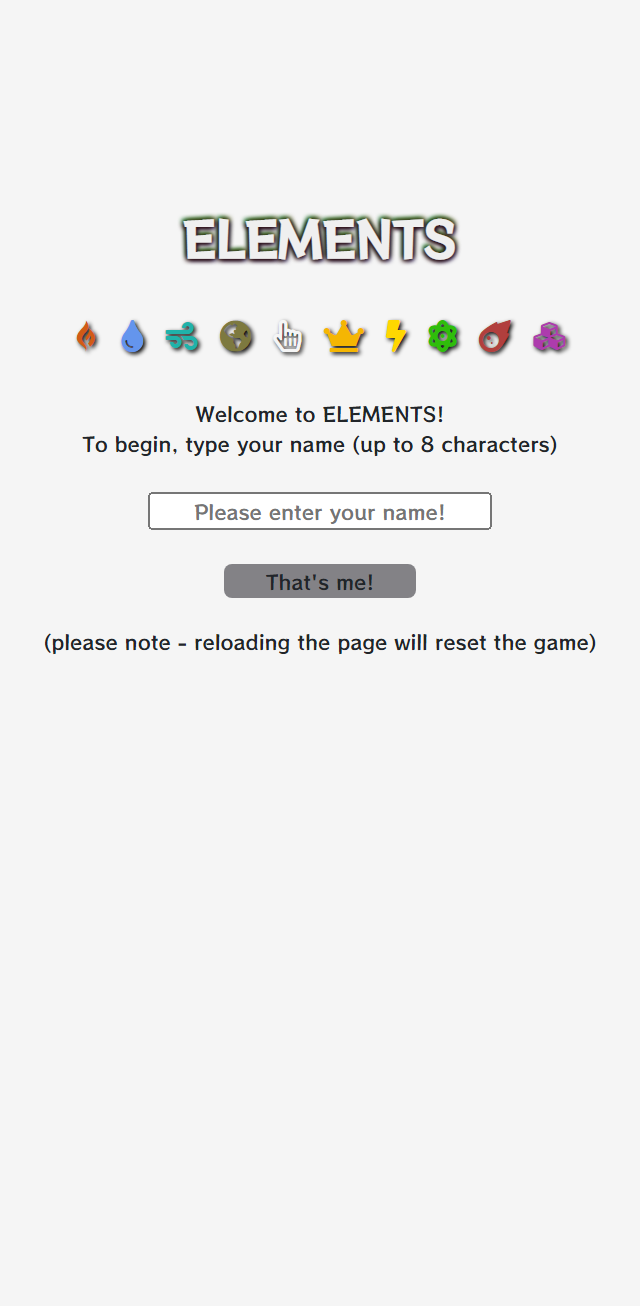 ELEMENTS
Welcome to ELEMENTS!
To begin, type your name (up to 8 characters)
Please enter your name!
That's me!
(please note - reloading the page will reset the game)